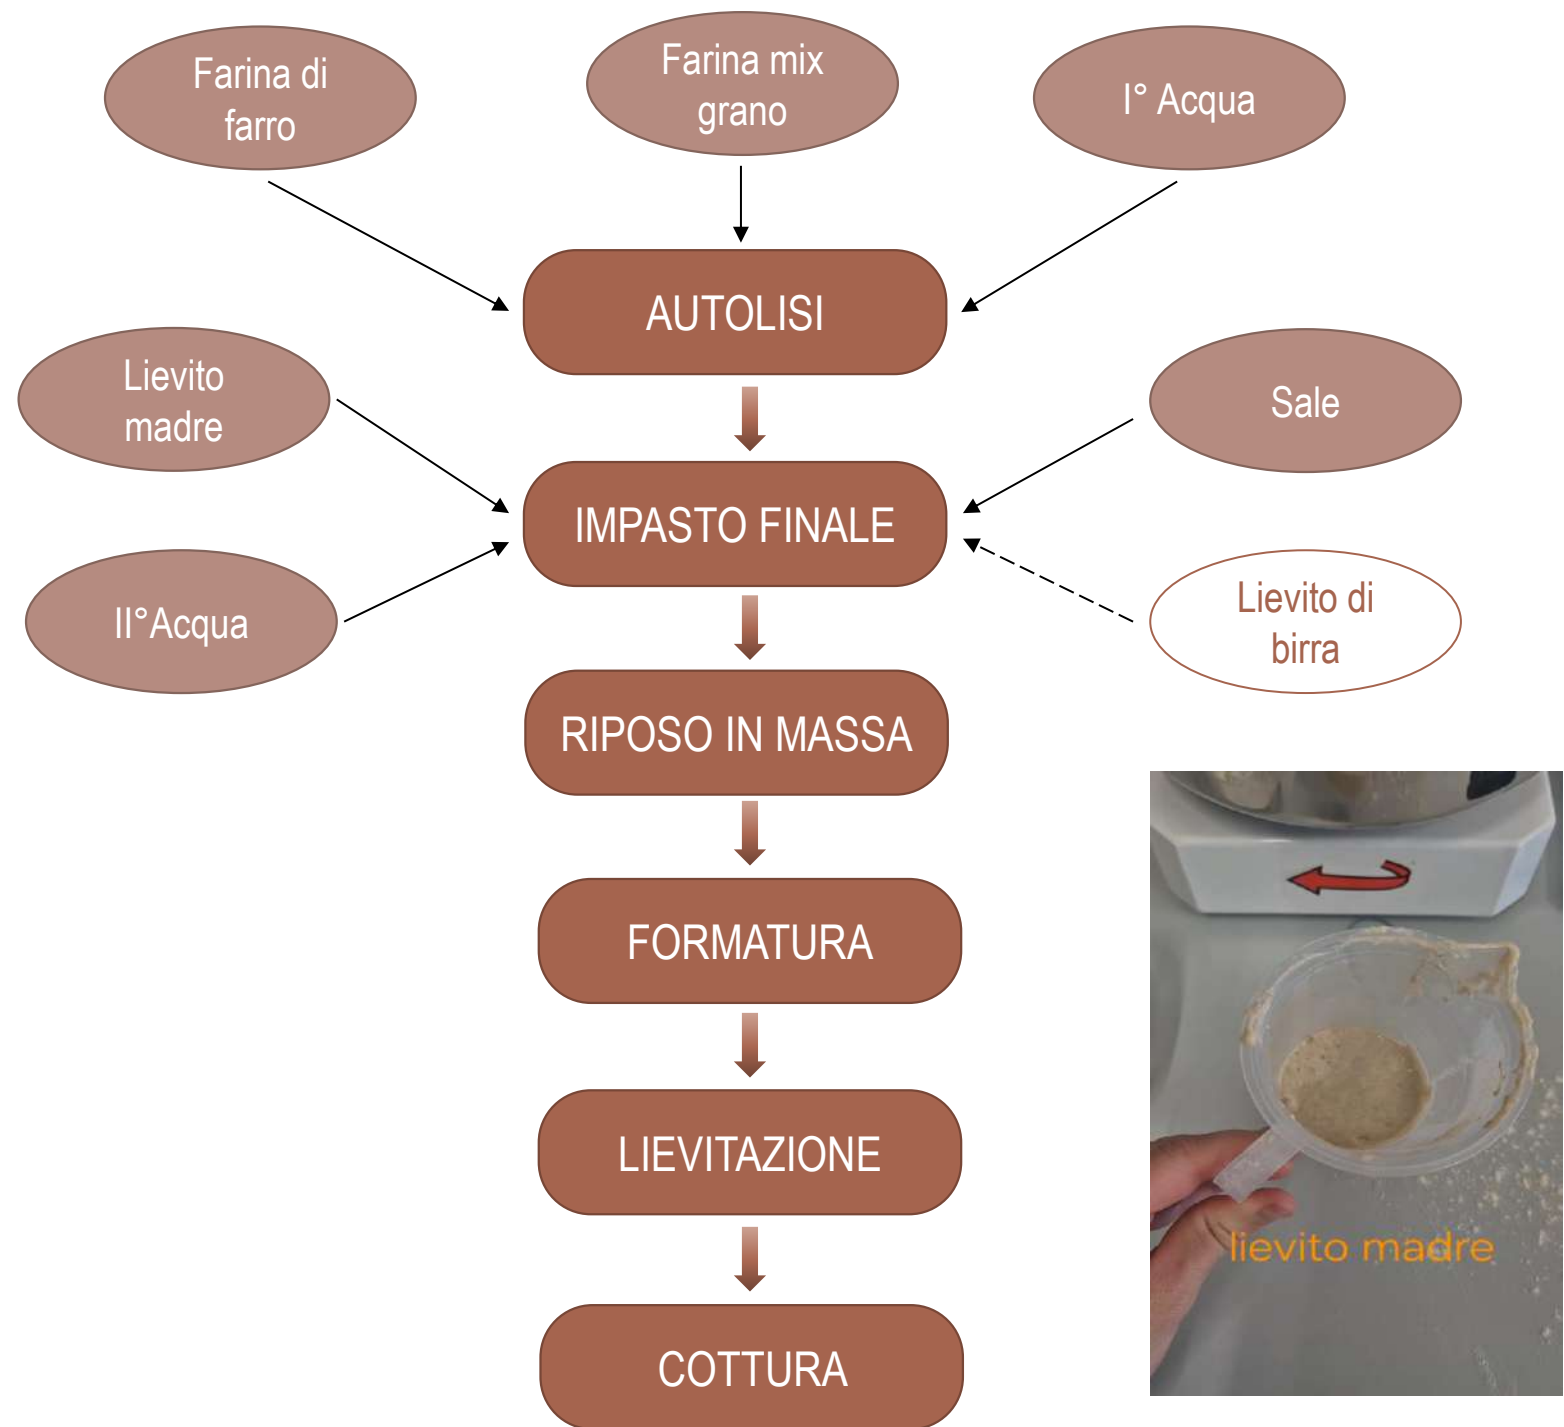 Farina di
farro
Farina mix
grano
I° Acqua
AUTOLISI
Lievito
madre
Sale
IMPASTO FINALE
II°Acqua
Lievito di
birra
RIPOSO IN MASSA
FORMATURA
LIEVITAZIONE
lievito madre
COTTURA